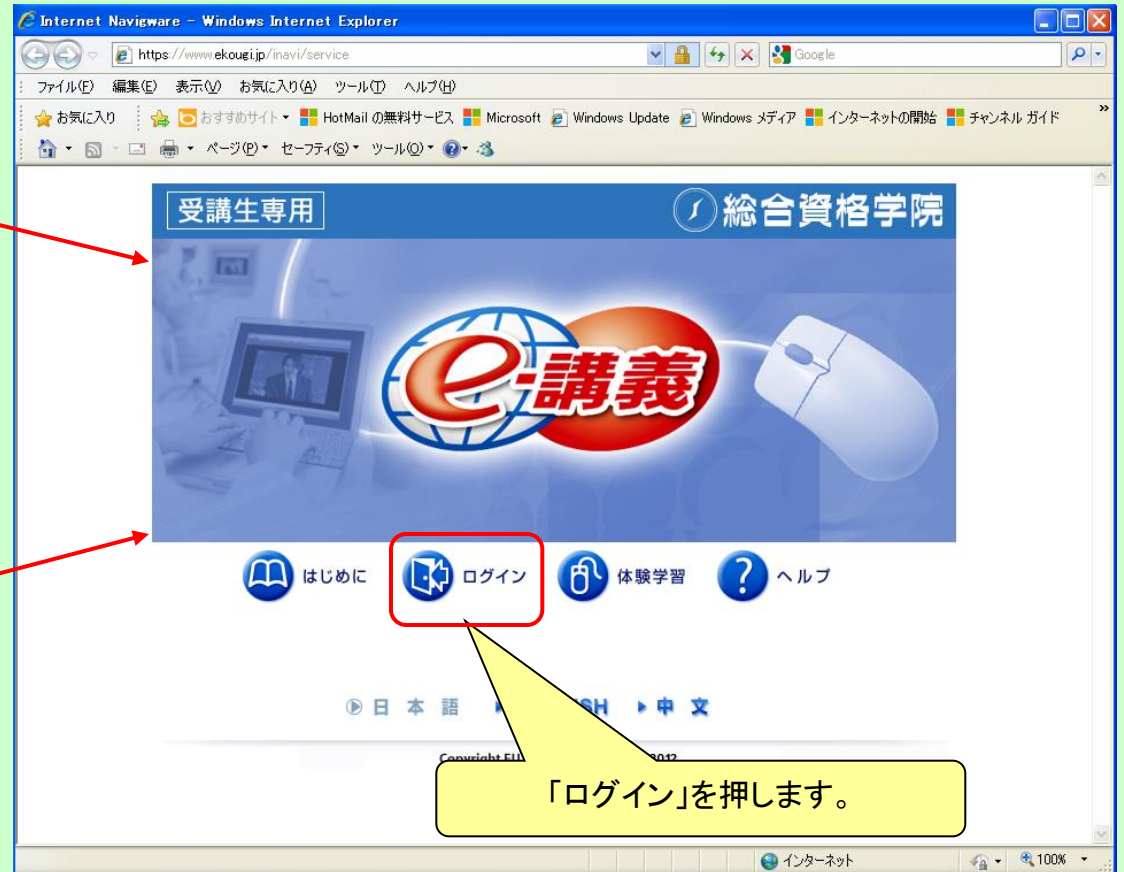 Internet Navigware - Windows Internet Explorer
https://www.ekougi.jp/inavi/service
Google
ファイル(F) 編集(E) 表示(V) お気に入り(A) ツール(T) ヘルプ(H)
お気に入り おすすめサイト HotMail の無料サービス Microsoft Windows Update Windows メディア インターネットの開始 チャンネル ガイド »
ページ(P) セーフティ(S) ツール(O)
受講生専用
総合資格学院
e-講義
はじめに ログイン 体験学習 ヘルプ
日本語 中文
Copyright 2012
「ログイン」を押します。
インターネット 100%